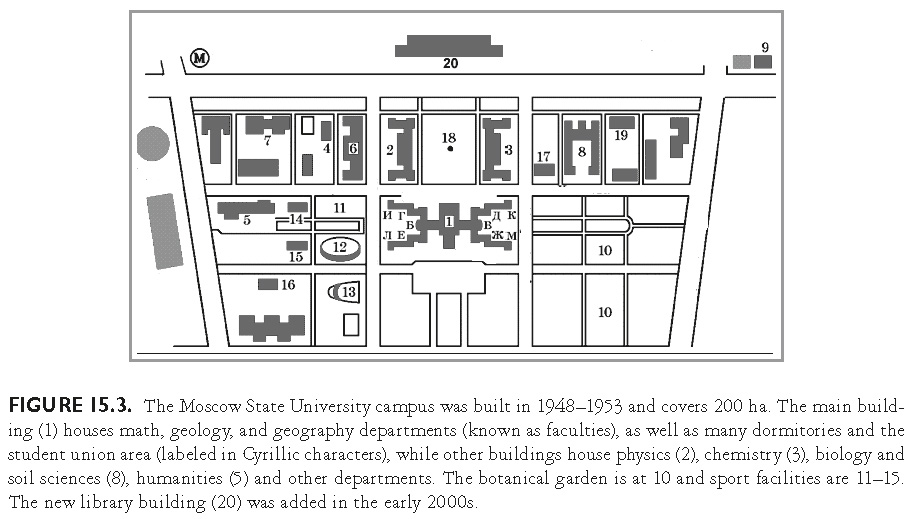 M
20
9
7
4
6
2
18
3
17
8
19
5
14
11
И Г
Б
1
Д К
В
Л Е
Ж М
15
12
10
16
13
10
FIGURE 15.3. The Moscow State University campus was built in 1948–1953 and covers 200 ha. The main build-
ing (1) houses math, geology, and geography departments (known as faculties), as well as many dormitories and the
student union area (labeled in Cyrillic characters), while other buildings house physics (2), chemistry (3), biology and
soil sciences (8), humanities (5) and other departments. The botanical garden is at 10 and sport facilities are 11–15.
The new library building (20) was added in the early 2000s.